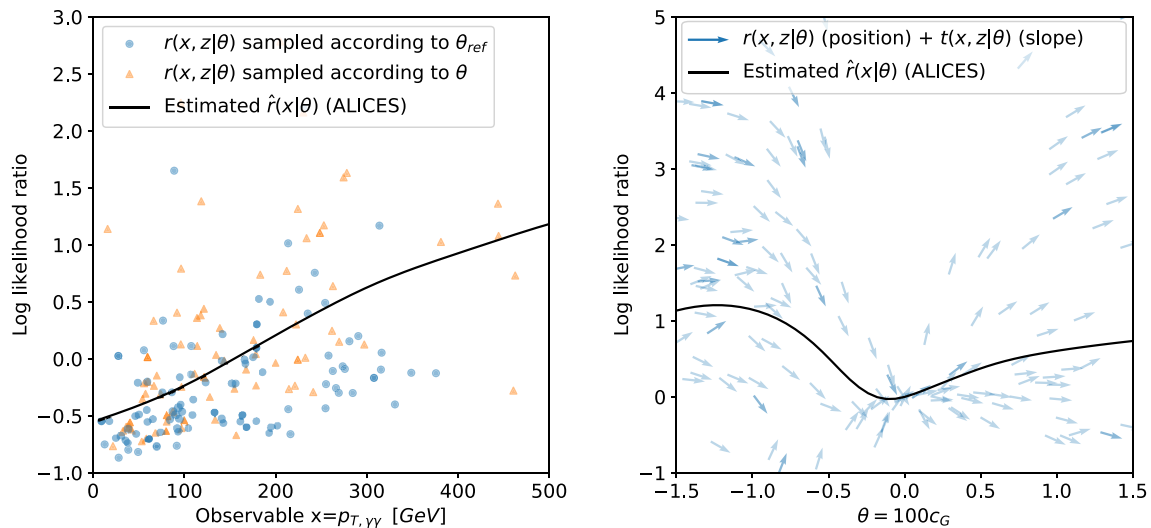 3.0
2.5
2.0
1.5
1.0
0.5
0.0
−0.5
−1.0
Log likelihood ratio
r(x, z|θ) sampled according to θ_ref
r(x, z|θ) sampled according to θ
Estimated r̂(x|θ) (ALICES)
0 100 200 300 400 500
Observable x=p_{T, γγ} [GeV]
5
4
3
2
1
0
−1
Log likelihood ratio
r(x, z|θ) (position) + t(x, z|θ) (slope)
Estimated r̂(x|θ) (ALICES)
−1.5 −1.0 −0.5 0.0 0.5 1.0 1.5
θ = 100c_G